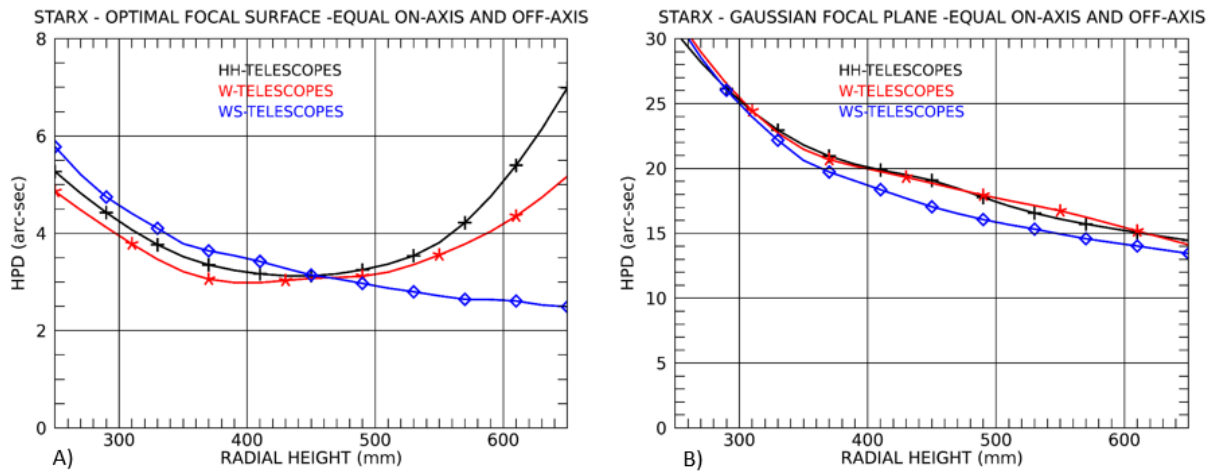 STARX - OPTIMAL FOCAL SURFACE -EQUAL ON-AXIS AND OFF-AXIS
8
6
4
2
0
HPD (arc-sec)
HH-TELESCOPES
W-TELESCOPES
WS-TELESCOPES
300
400
500
600
A)
RADIAL HEIGHT (mm)
STARX - GAUSSIAN FOCAL PLANE -EQUAL ON-AXIS AND OFF-AXIS
30
25
20
15
10
5
0
HPD (arc-sec)
HH-TELESCOPES
W-TELESCOPES
WS-TELESCOPES
300
400
500
600
B)
RADIAL HEIGHT (mm)